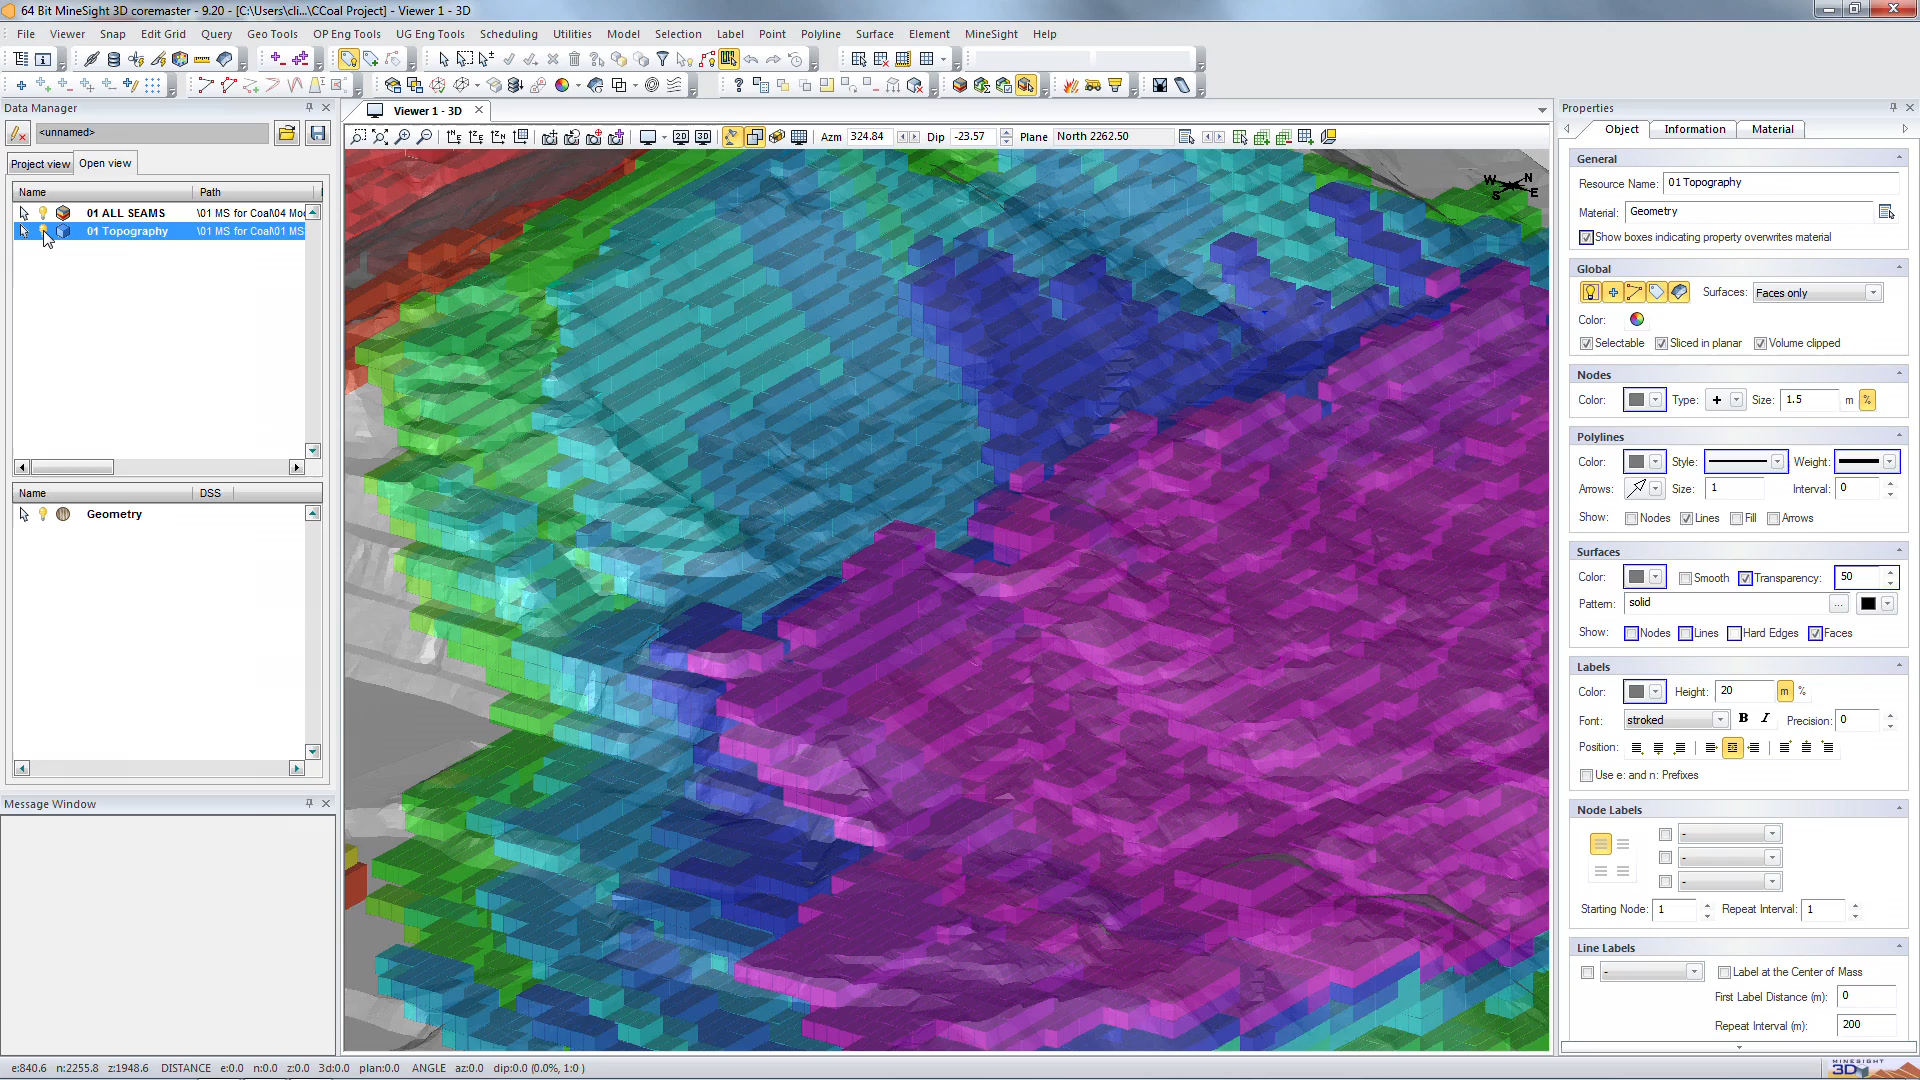 64 Bit MineSight 3D coremaster - 9.20 - [C:\Users\cli...\CCoal Project] - Viewer 1 - 3D
File Viewer Snap Edit Grid Query Geo Tools OP Eng Tools UG Eng Tools Scheduling Utilities Model Selection Label Point Polyline Surface Element MineSight Help
Data Manager
<unnamed>
Project view Open view
Name Path
01 ALL SEAMS \01 MS for Coal\04 Mod
01 Topography \01 MS for Coal\01 MS
Name DSS
Geometry
Message Window
Viewer 1 - 3D
2D 3D Azm 324.84 Dip -23.57 Plane North 2262.50
W N
S E
Properties
Object Information Material
General
Resource Name: 01 Topography
Material: Geometry
Show boxes indicating property overwrites material
Global
Surfaces: Faces only
Color:
Selectable Sliced in planar Volume clipped
Nodes
Color: Type: Size: 1.5 m %
Polylines
Color: Style: Weight:
Arrows: Size: 1 Interval: 0
Show: Nodes Lines Fill Arrows
Surfaces
Color: Smooth Transparency: 50
Pattern: solid ...
Show: Nodes Lines Hard Edges Faces
Labels
Color: Height: 20 m %
Font: stroked B I Precision: 0
Position:
Use e: and n: Prefixes
Node Labels
-
-
-
Starting Node: 1 Repeat Interval: 1
Line Labels
- Label at the Center of Mass
First Label Distance (m): 0
Repeat Interval (m): 200
e:840.6 n:2255.8 z:1948.6 DISTANCE e:0.0 n:0.0 z:0.0 3d:0.0 plan:0.0 ANGLE az:0.0 dip:0.0 (0.0%, 1:0 )
MINESIGHT
3D